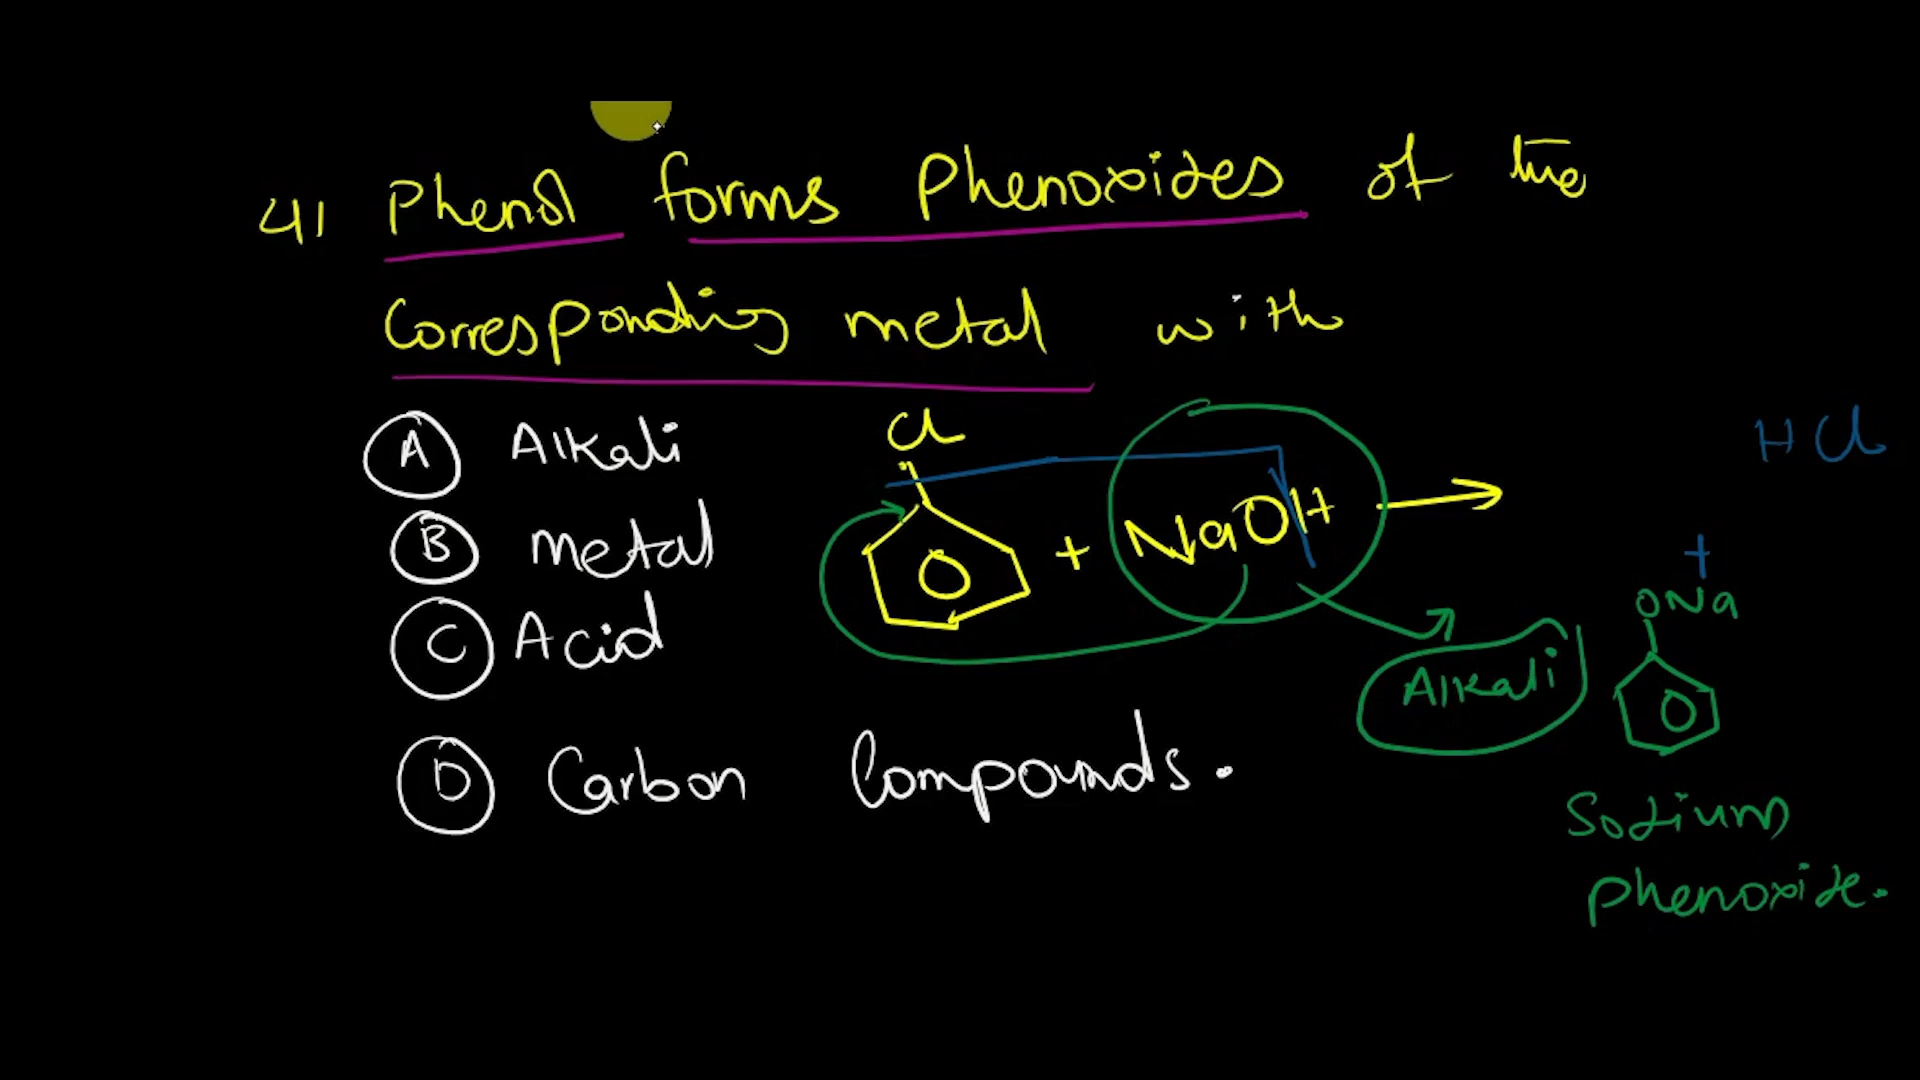 41 Phenol forms Phenoxides of the
Corresponding metal with
A Alkali
B metal
C Acid
D Carbon Compounds.
Cl
+ NaOH
HCl
+
ONa
Alkali
Sodium
Phenoxide.